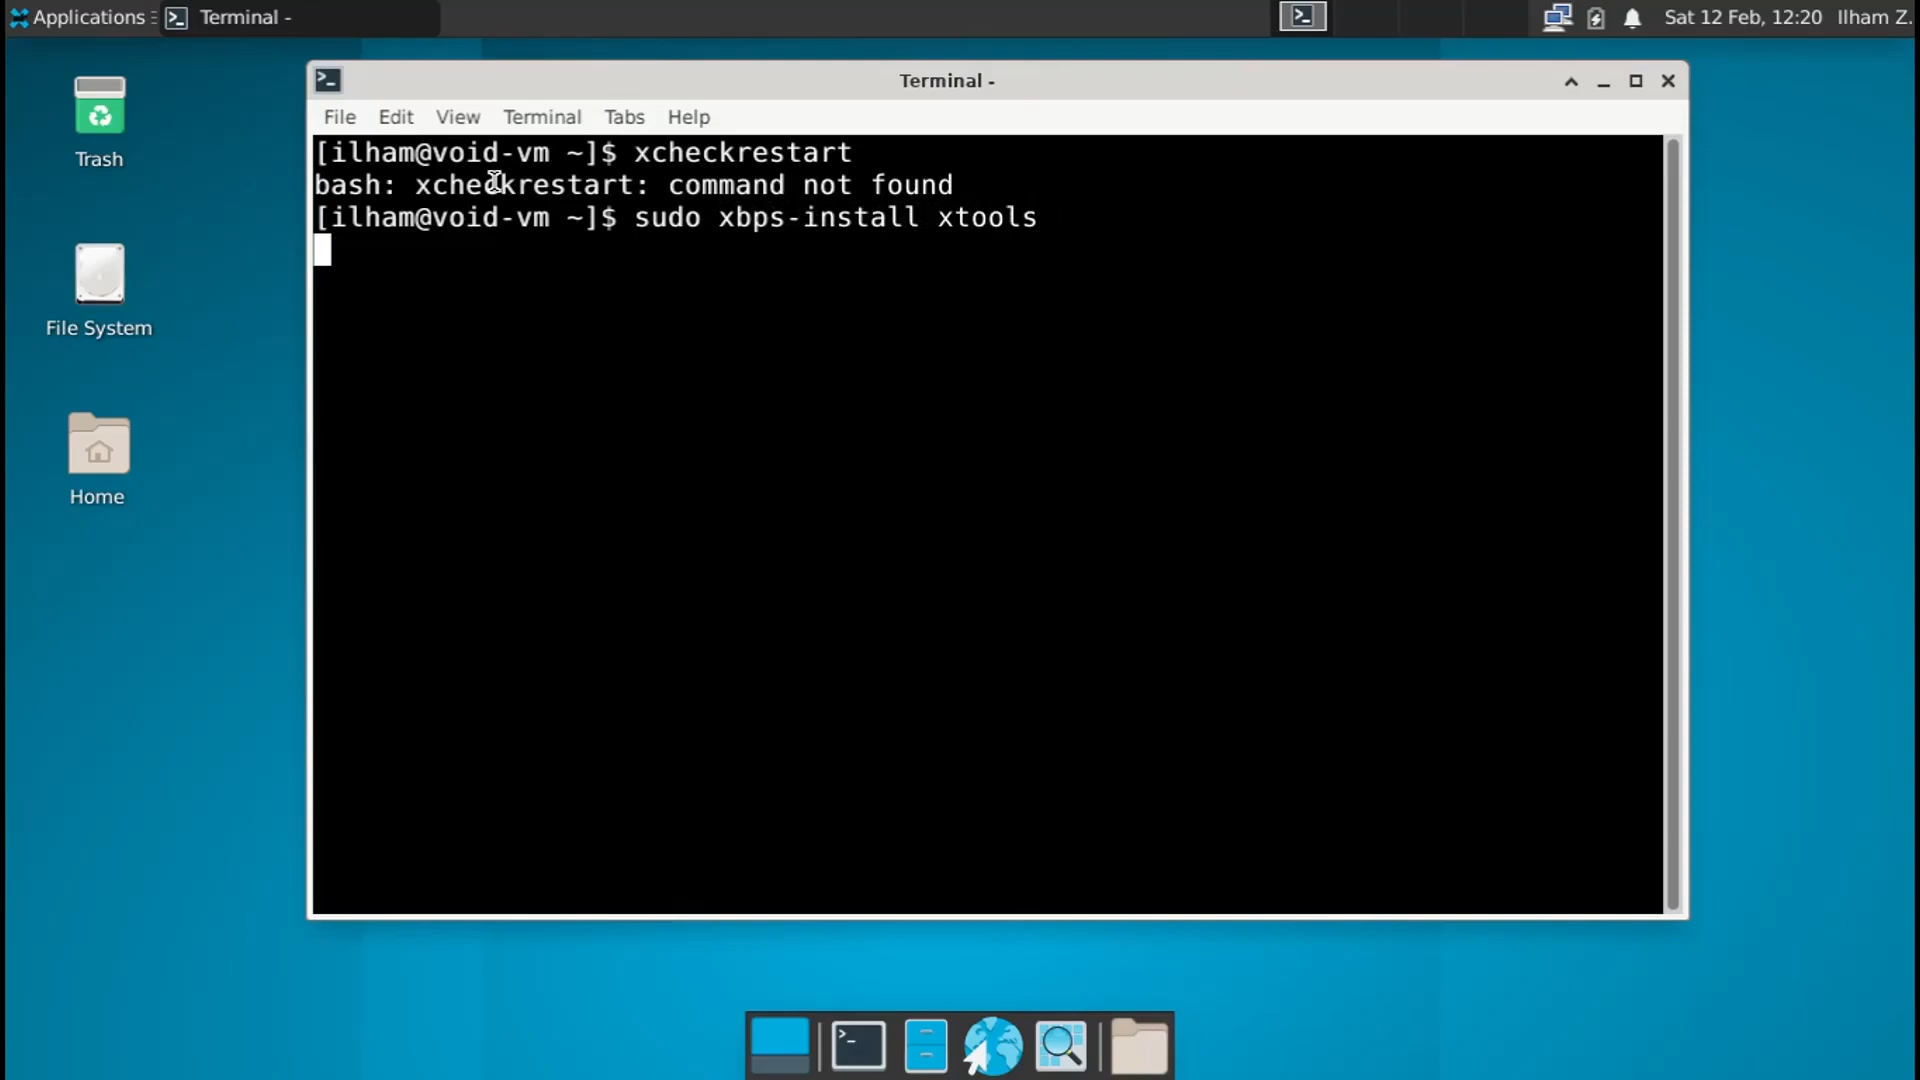 Applications
Terminal -
Sat 12 Feb, 12:20
Ilham Z.
Trash
File System
Home
Terminal -
File Edit View Terminal Tabs Help
[ilham@void-vm ~]$ xcheckrestart
bash: xcheckrestart: command not found
[ilham@void-vm ~]$ sudo xbps-install xtools